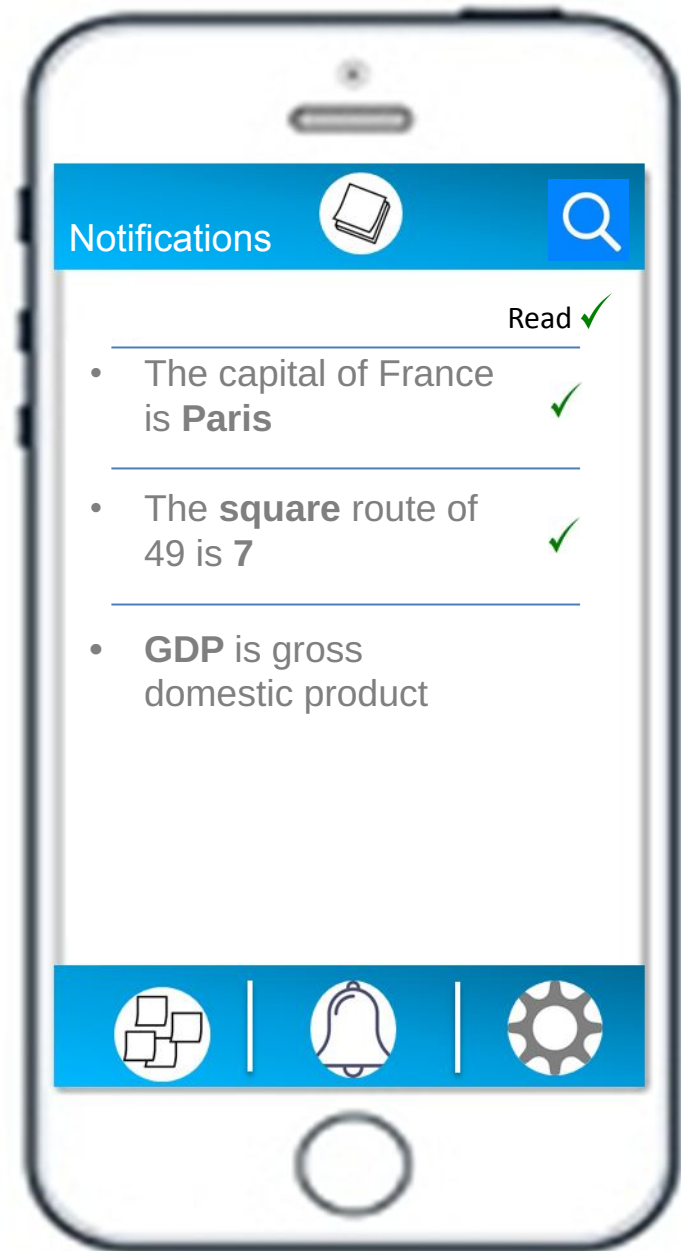 Notifications
Read ✓
• The capital of France
is Paris
✓
• The square route of
49 is 7
✓
• GDP is gross
domestic product